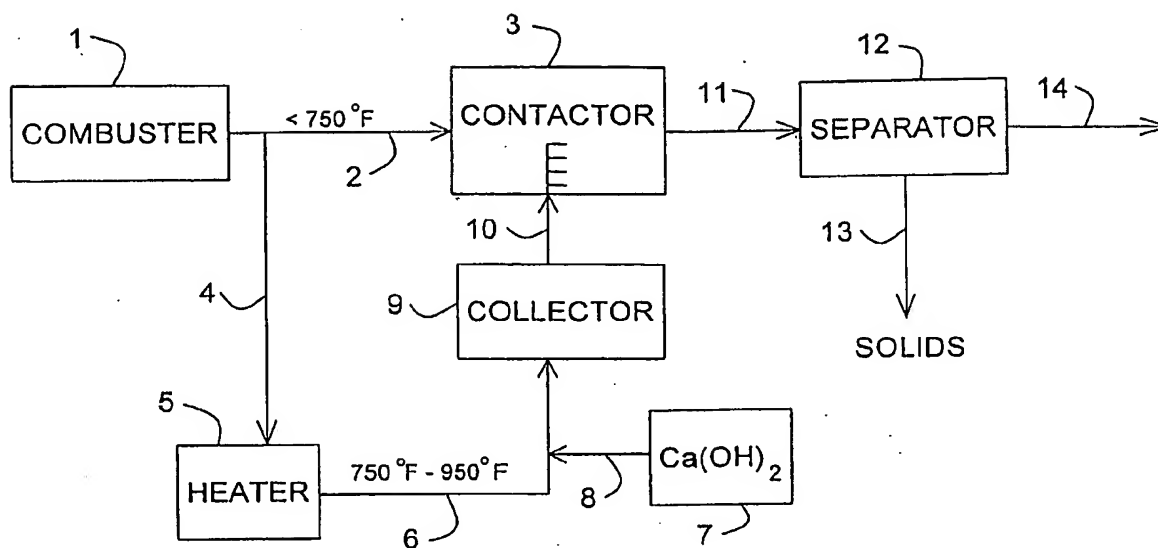 1
COMBUSTER
< 750 °F
2
3
CONTACTOR
11
12
SEPARATOR
14
13
SOLIDS
10
9
COLLECTOR
4
5
HEATER
750 °F - 950 °F
6
8
Ca(OH)2
7